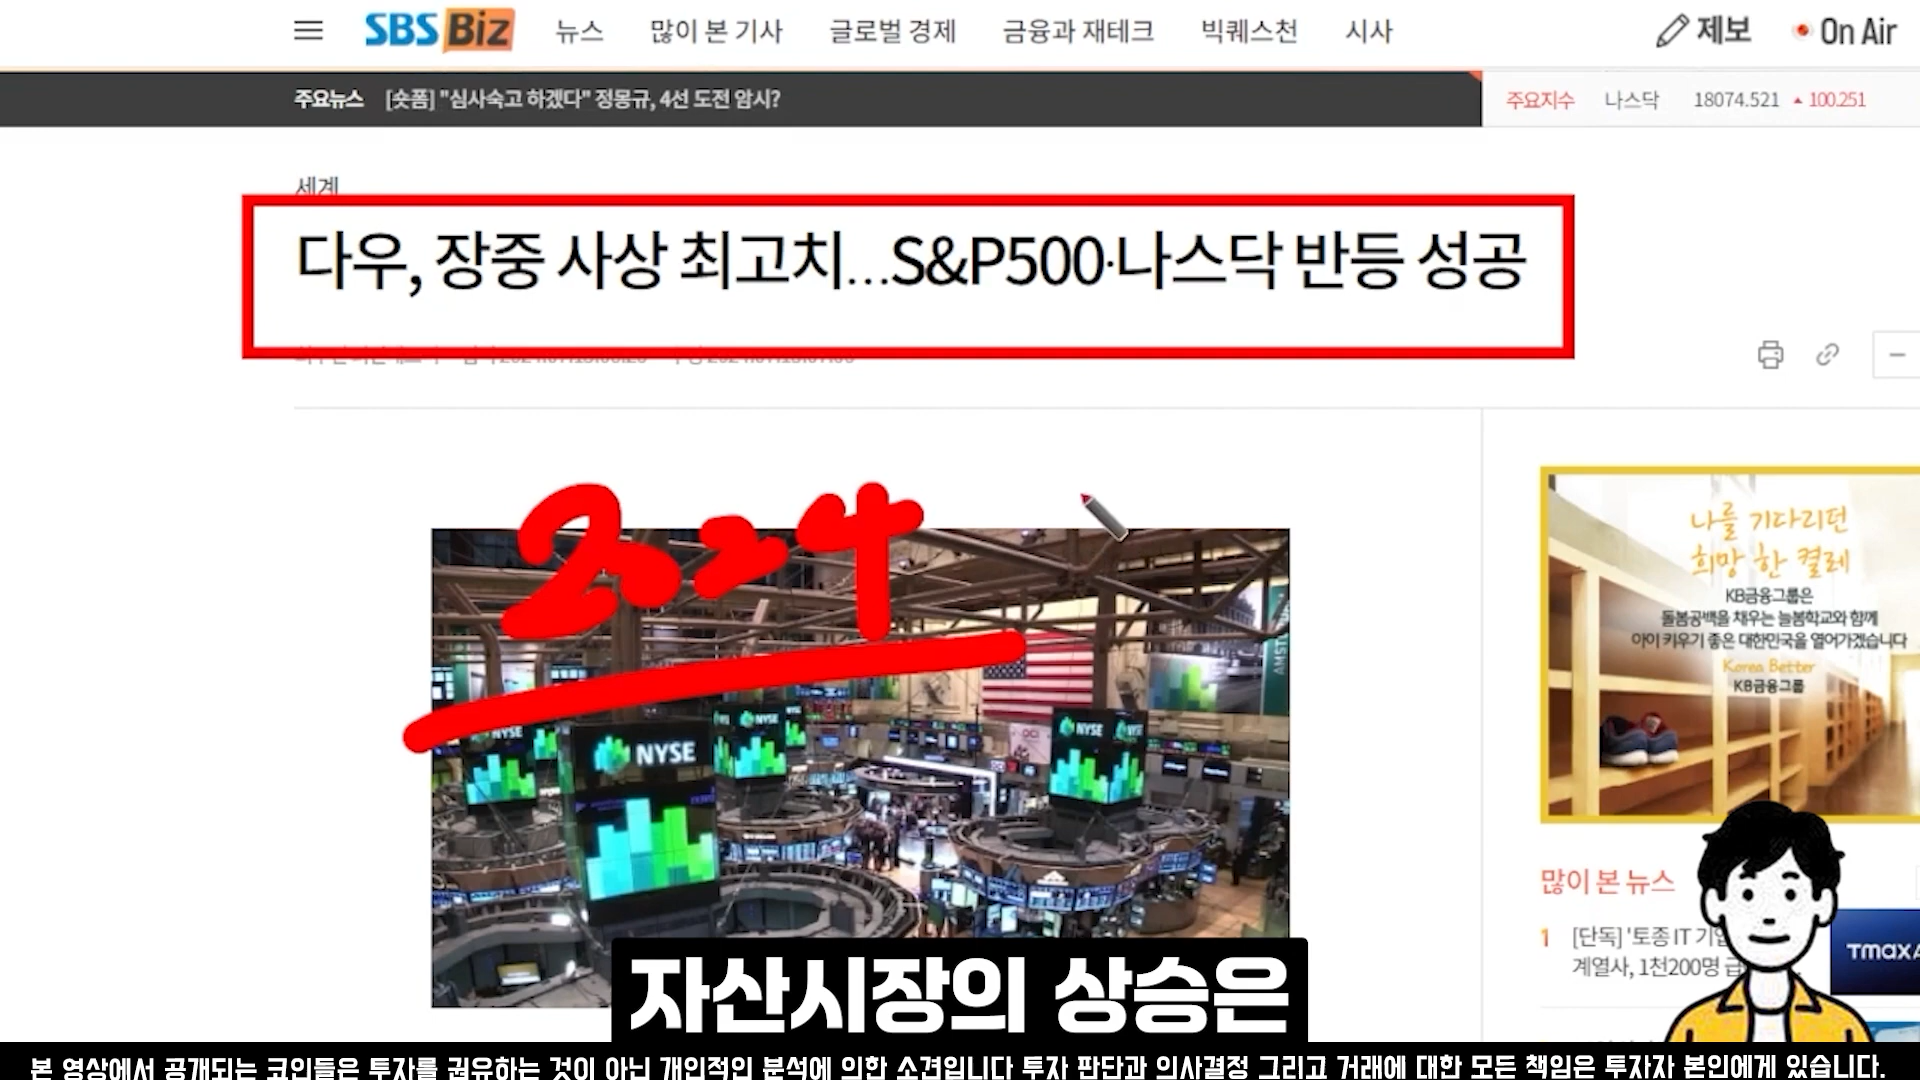 SBS Biz 뉴스 많이 본 기사 글로벌 경제 금융과 재테크 빅퀘스천 시사 제보 On Air
주요뉴스 [숏폼] "심사숙고 하겠다" 정몽규, 4선 도전 암시? 주요지수 나스닥 18074.521 ▲ 100.251
세계
다우, 장중 사상 최고치…S&P500·나스닥 반등 성공
2024
나를 기다리던
희망 한 켤레
KB금융그룹은
돌봄공백을 채우는 늘봄학교와 함께
아이 키우기 좋은 대한민국을 열어가겠습니다
Korea Better
KB금융그룹
NYSE
NYSE
NYSE
NYSE
많이 본 뉴스
1 [단독] '토종 IT
계열사, 1천200명
자산시장의 상승은
본 영상에서 공개되는 코인들은 투자를 권유하는 것이 아닌 개인적인 분석에 의한 소견입니다 투자 판단과 의사결정 그리고 거래에 대한 모든 책임은 투자자 본인에게 있습니다.